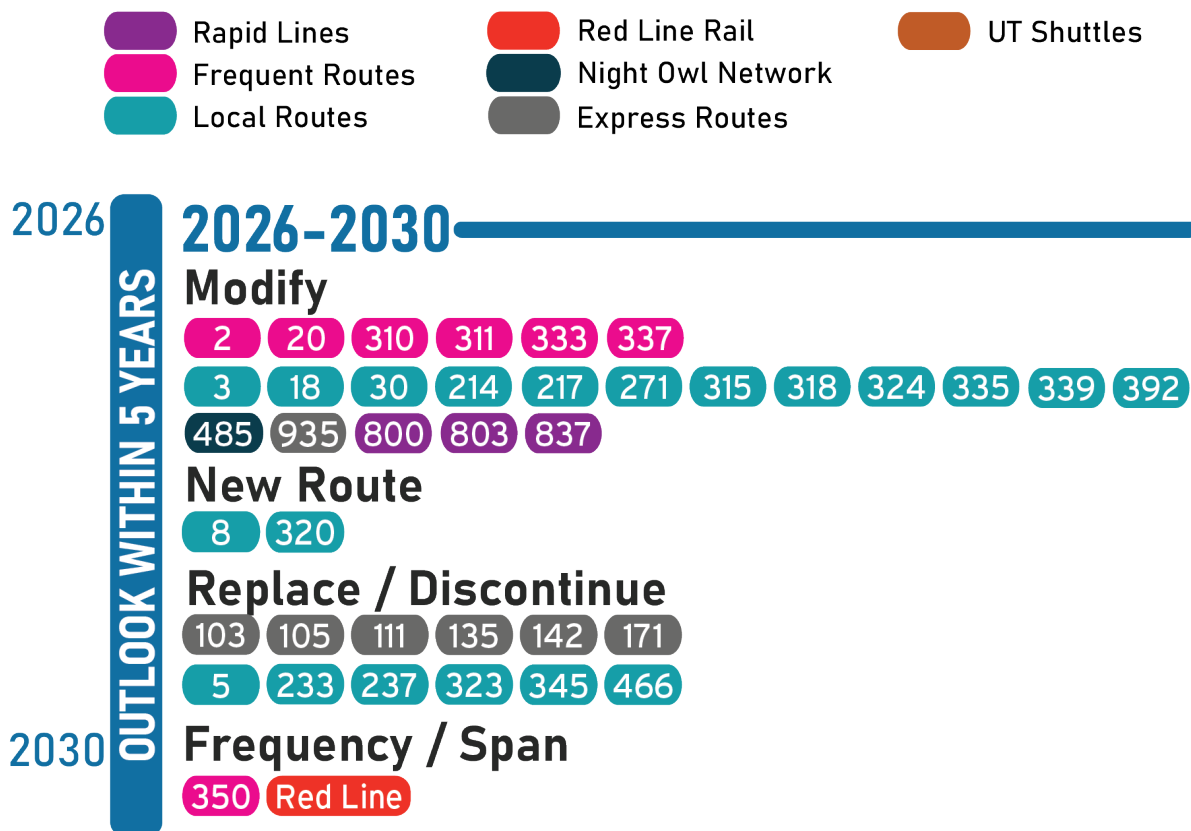 Rapid Lines
Red Line Rail
UT Shuttles
Frequent Routes
Night Owl Network
Local Routes
Express Routes
2026
OUTLOOK WITHIN 5 YEARS
2030
2026-2030
Modify
2 20 310 311 333 337
3 18 30 214 217 271 315 318 324 335 339 392
485 935 800 803 837
New Route
8 320
Replace / Discontinue
103 105 111 135 142 171
5 233 237 323 345 466
Frequency / Span
350 Red Line